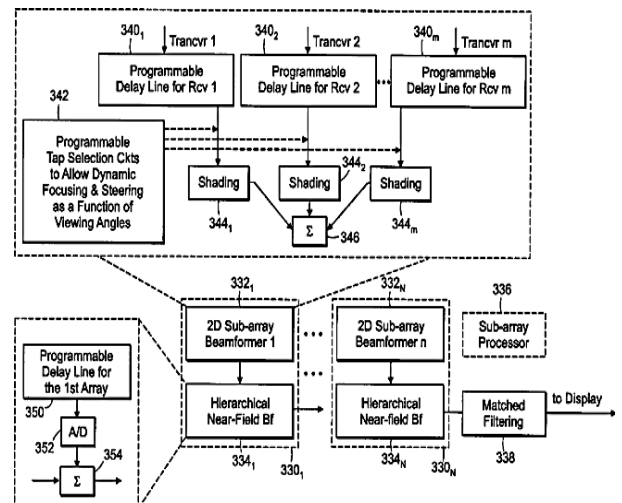 340₁
Trancvr 1
340₂
Trancvr 2
340ₘ
Trancvr m
Programmable
Delay Line for Rcv 1
Programmable
Delay Line for Rcv 2
Programmable
Delay Line for Rcv m
342
Programmable
Tap Selection Ckts
to Allow Dynamic
Focusing & Steering
as a Function of
Viewing Angles
Shading
344₁
Shading
344₂
Shading
344ₘ
Σ
346
332₁
332N
336
2D Sub-array
Beamformer 1
2D Sub-array
Beamformer n
Sub-array
Processor
Programmable
Delay Line for
the 1st Array
350
A/D
352
Σ
354
Hierarchical
Near-Field Bf
334₁
330₁
Hierarchical
Near-field Bf
334N
330N
Matched
Filtering
338
to Display